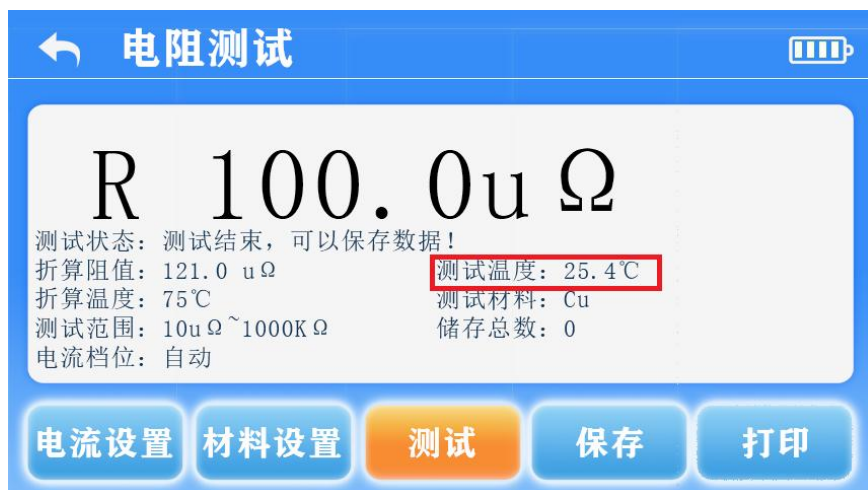 电阻测试
R 100.0uΩ
测试状态：测试结束，可以保存数据！
折算阻值：121.0 uΩ 测试温度：25.4℃
折算温度：75℃ 测试材料：Cu
测试范围：10uΩ~1000KΩ 储存总数：0
电流档位：自动
电流设置 材料设置 测试 保存 打印